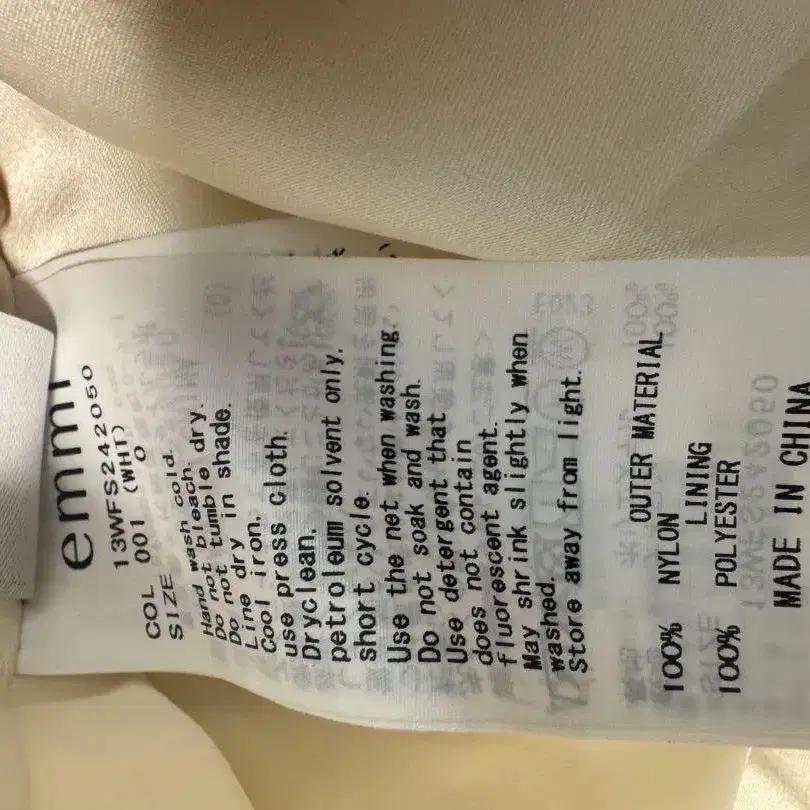 emmi
13WFS242050
COL 001 (WHT)
SIZE 0
Hand wash cold.
Do not bleach.
Do not tumble dry.
Line dry in shade.
Cool iron.
use press cloth.
Dryclean.
petroleum solvent only,
short cycle.
Use the net when washing.
Do not soak and wash.
Use detergent that
does not contain
fluorescent agent.
May shrink slightly when
washed.
Store away from light.
OUTER MATERIAL
100% NYLON
LINING
100% POLYESTER
MADE IN CHINA